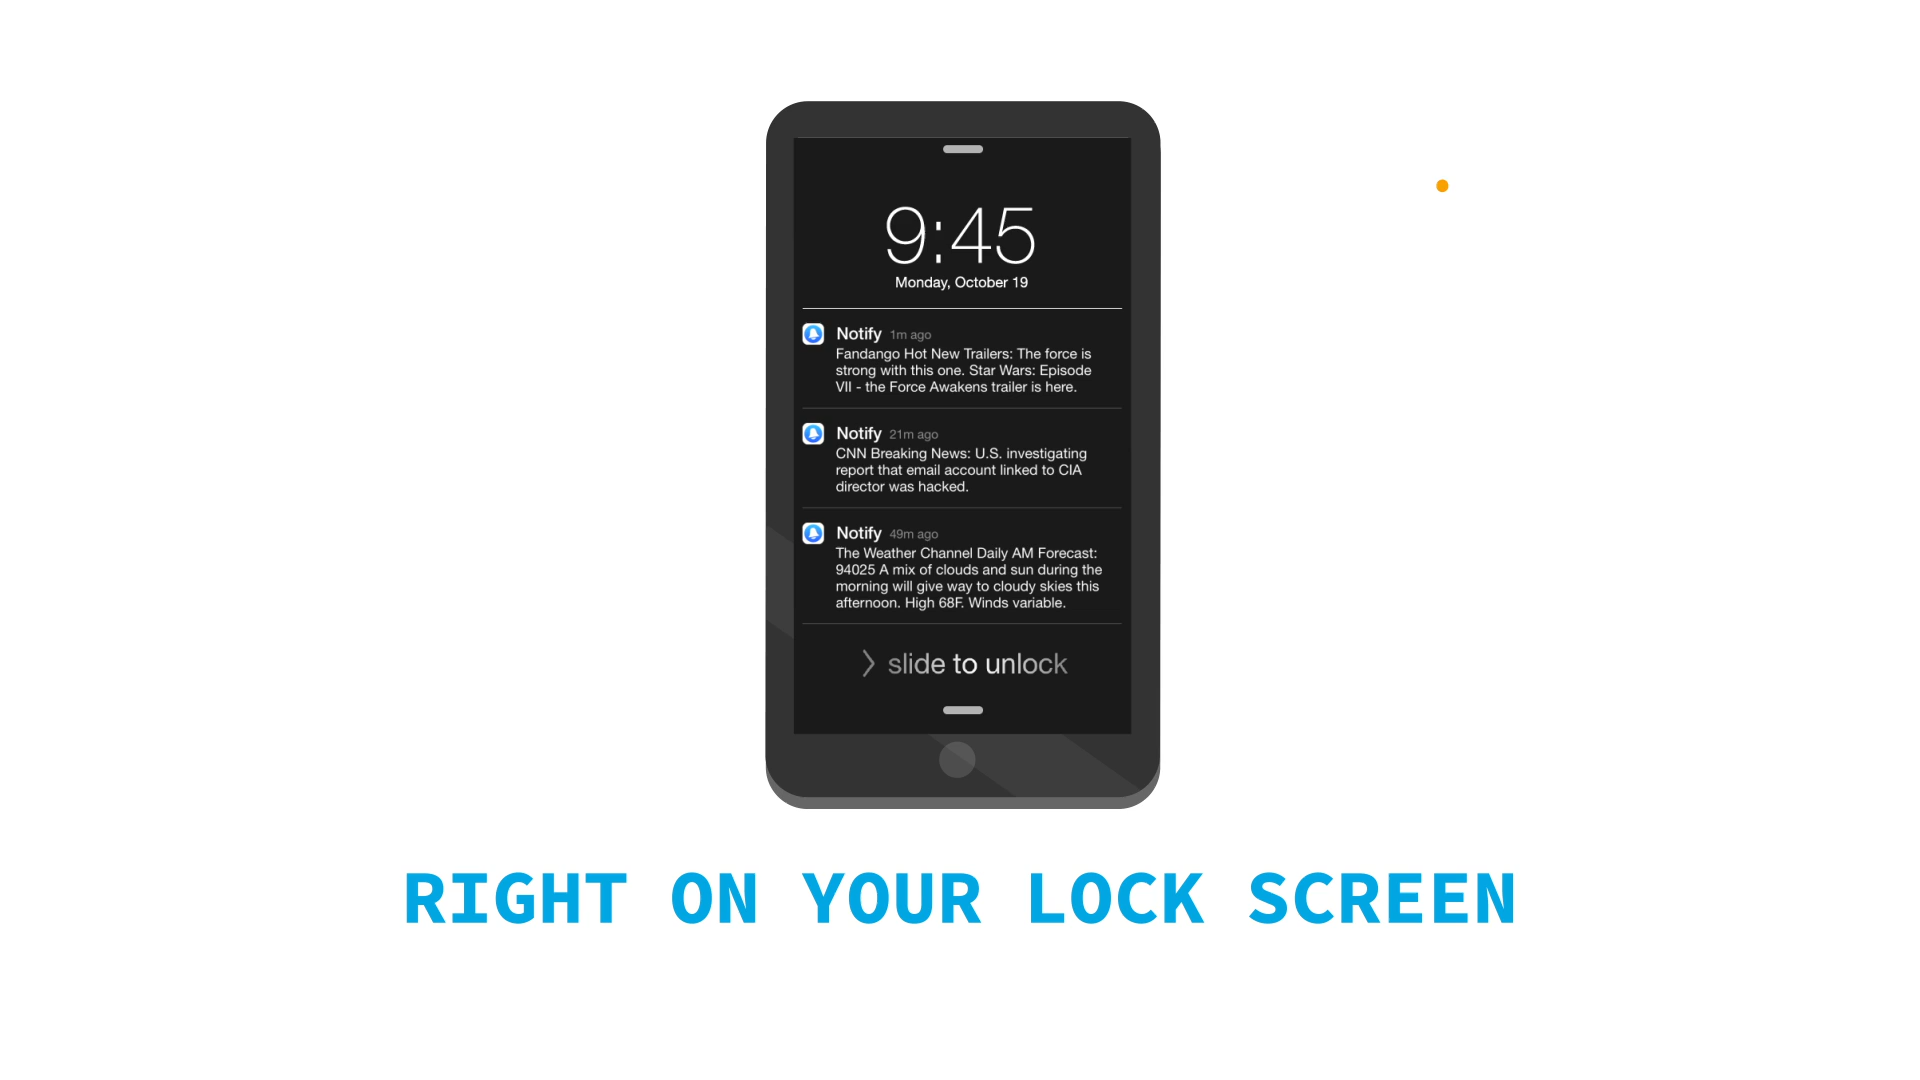 9:45
Monday, October 19
Notify 1m ago
Fandango Hot New Trailers: The force is
strong with this one. Star Wars: Episode
VII - the Force Awakens trailer is here.
Notify 21m ago
CNN Breaking News: U.S. investigating
report that email account linked to CIA
director was hacked.
Notify 49m ago
The Weather Channel Daily AM Forecast:
94025 A mix of clouds and sun during the
morning will give way to cloudy skies this
afternoon. High 68F. Winds variable.
slide to unlock
RIGHT ON YOUR LOCK SCREEN